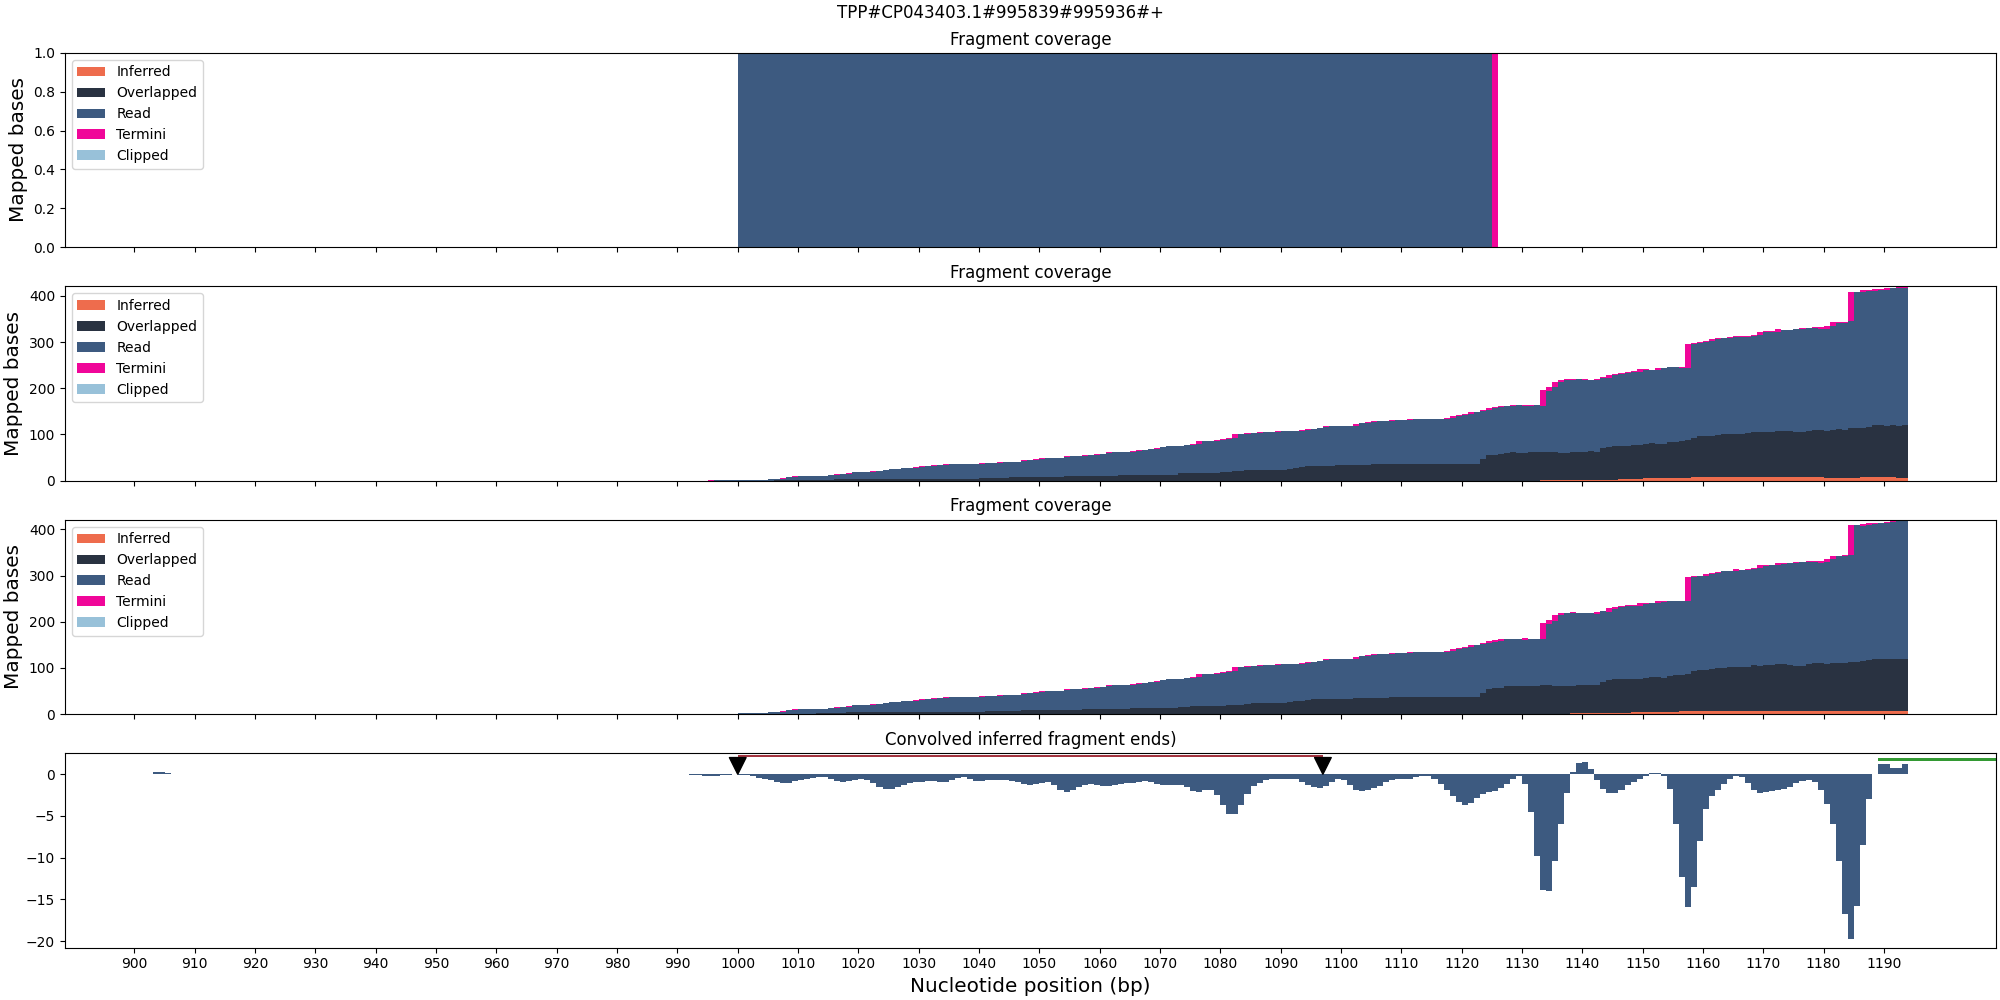 TPP#CP043403.1#995839#995936#+
Fragment coverage
Mapped bases
1.0
0.8
0.6
0.4
0.2
0.0
Inferred
Overlapped
Read
Termini
Clipped
Fragment coverage
Mapped bases
400
300
200
100
0
Inferred
Overlapped
Read
Termini
Clipped
Fragment coverage
Mapped bases
400
300
200
100
0
Inferred
Overlapped
Read
Termini
Clipped
Convolved inferred fragment ends)
0
−5
−10
−15
−20
900 910 920 930 940 950 960 970 980 990 1000 1010 1020 1030 1040 1050 1060 1070 1080 1090 1100 1110 1120 1130 1140 1150 1160 1170 1180 1190
Nucleotide position (bp)